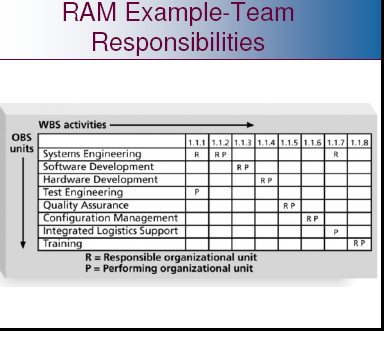 RAM Example-Team
Responsibilities
WBS activities
OBS
units
1.1.1 1.1.2 1.1.3 1.1.4 1.1.5 1.1.6 1.1.7 1.1.8
Systems Engineering R R P R
Software Development R P
Hardware Development R P
Test Engineering P
Quality Assurance R P
Configuration Management R P
Integrated Logistics Support P
Training R P
R = Responsible organizational unit
P = Performing organizational unit